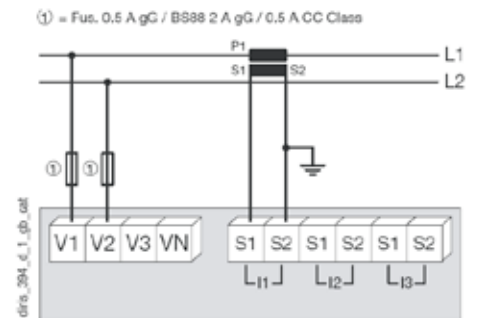 ① = Fus. 0.5 A gG / BS88 2 A gG / 0.5 A CC Class
P1
L1
S1 S2
L2
① ①
V1 V2 V3 VN S1 S2 S1 S2 S1 S2
I1 I2 I3
diris_394_d_1_gb_cat